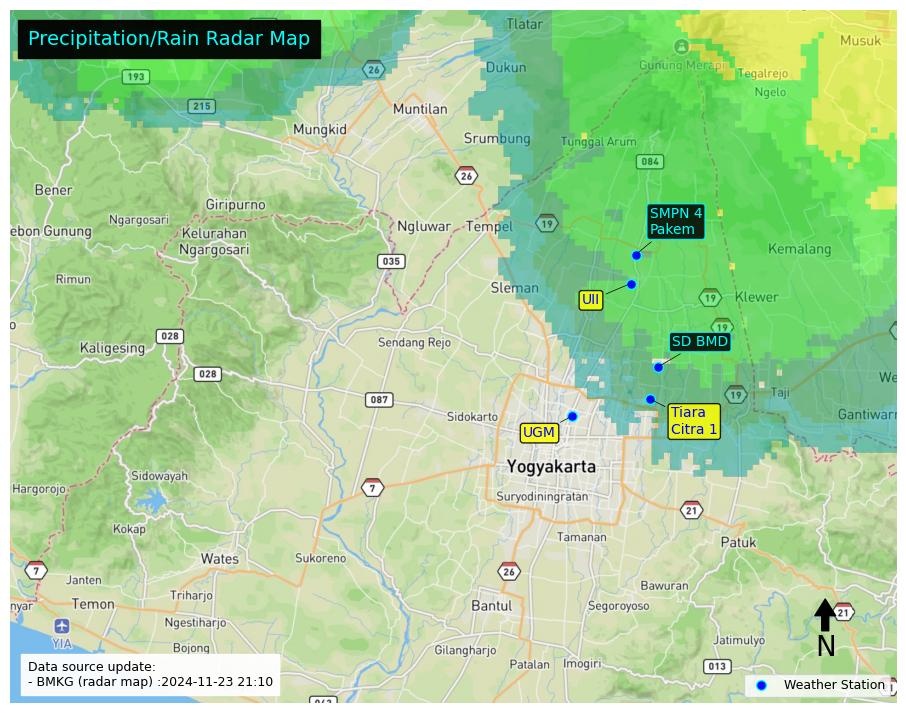 Precipitation/Rain Radar Map
Tlatar
Musuk
193
26
Dukun
Gunung Merapi
Tegalrejo
Ngelo
215
Muntilan
Mungkid
Srumbung
Tunggal Arum
084
26
Bener
Giripurno
Ngargosari
SMPN 4
Pakem
ebon Gunung
Kelurahan
Ngargosari
Ngluwar
Tempel
19
Kemalang
035
Rimun
Sleman
UII
19
Klewer
19
028
Sendang Rejo
SD BMD
Kaligesing
028
087
19
Taji
We
Sidokarto
Tiara
Citra 1
Gantiwarn
UGM
Yogyakarta
Sidowayah
Hargorojo
7
Suryodiningratan
21
Kokap
Tamanan
Patuk
Wates
Sukoreno
7
26
Janten
Bawuran
Triharjo
nyar
Temon
Bantul
Segoroyoso
21
Ngestiharjo
N
YIA
Bojong
Gilangharjo
Jatimulyo
Patalan
Imogiri
013
Data source update:
- BMKG (radar map) :2024-11-23 21:10
Weather Station